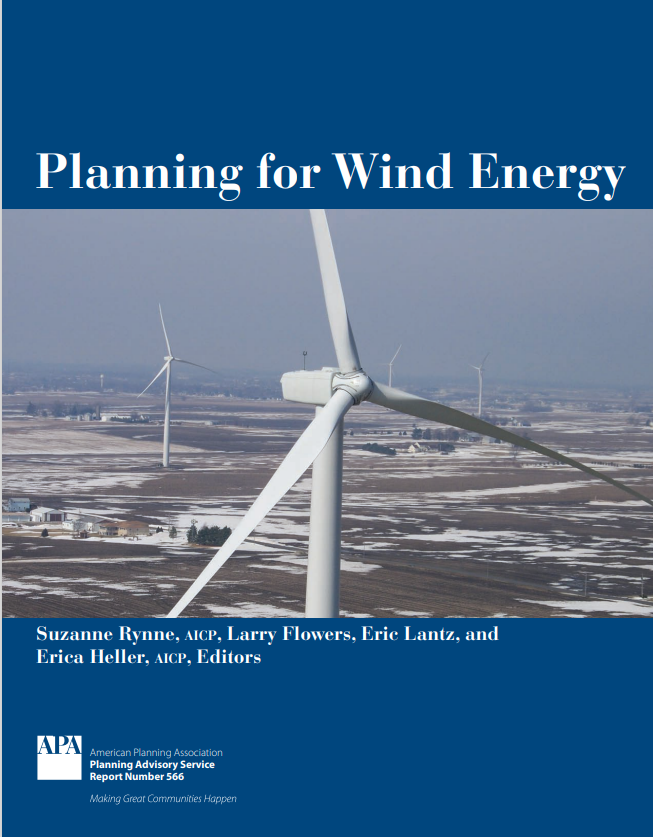 Planning for Wind Energy
Suzanne Rynne, AICP, Larry Flowers, Eric Lantz, and
Erica Heller, AICP, Editors
APA
American Planning Association
Planning Advisory Service
Report Number 566
Making Great Communities Happen